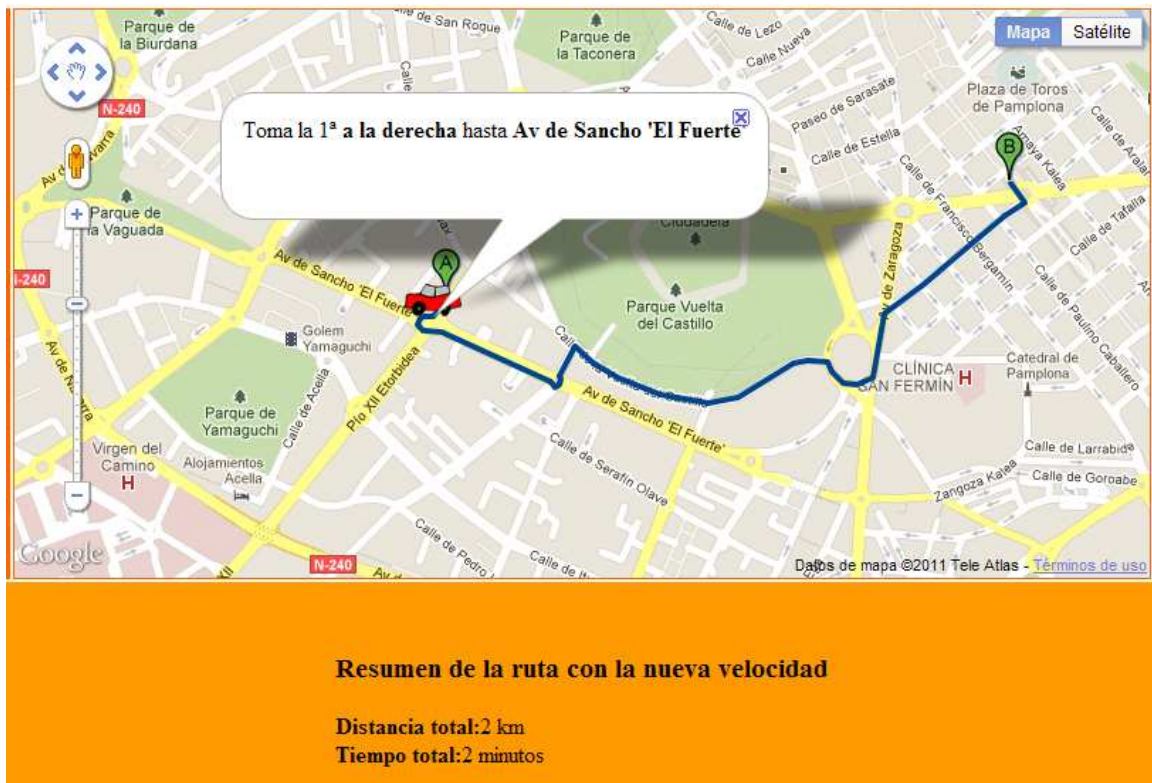 Parque de
la Biurdana
de San Roque
Parque de
la Taconera
Calle de Lezo
Calle Nueva
Mapa
Satélite
Plaza de Toros
de Pamplona
Paseo de Sarasate
Calle de Estella
Amaya Kalea
N-240
Toma la 1ª a la derecha hasta Av de Sancho 'El Fuerte'
Calle de Francisco Bergamín
Calle de Tafalla
Parque de
la Vaguada
Ciudadela
Av de Zaragoza
A
B
Av de Sancho 'El Fuerte'
Parque Vuelta
del Castillo
Calle de Paulino Caballero
Golem
Yamaguchi
Pío XII Etorbidea
Calle de Acella
CLÍNICA
SAN FERMÍN
H
Catedral de
Pamplona
Parque de
Yamaguchi
Av de Sancho 'El Fuerte'
Virgen del
Camino
H
Alojamientos
Acella
Calle de Serafín Olave
Calle de Larrabide
Zangoza Kalea
Calle de Goroabe
Google
N-240
Datos de mapa ©2011 Tele Atlas - Términos de uso
Resumen de la ruta con la nueva velocidad
Distancia total:2 km
Tiempo total:2 minutos